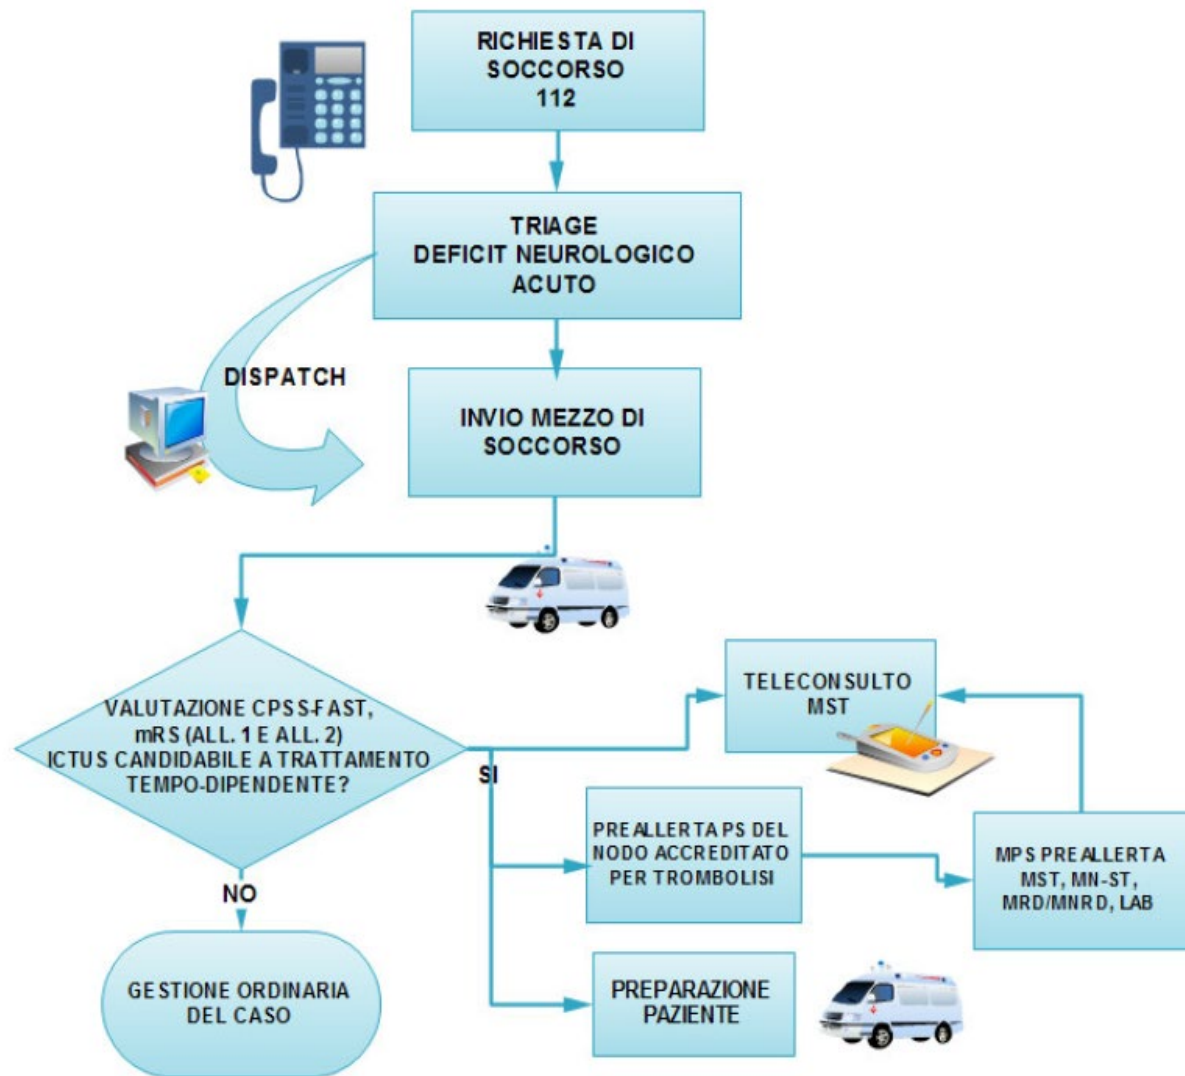 RICHIESTA DI
SOCCORSO
112
TRIAGE
DEFICIT NEUROLOGICO
ACUTO
DISPATCH
INVIO MEZZO DI
SOCCORSO
VALUTAZIONE CPSS-FAST,
mRS (ALL. 1 E ALL. 2)
ICTUS CANDIDABILE A TRATTAMENTO
TEMPO-DIPENDENTE?
SI
TELECONSULTO
MST
PREALLERTA PS DEL
NODO ACCREDITATO
PER TROMBOLISI
MPS PREALLERTA
MST, MN-ST,
MRD/MNRD, LAB
NO
GESTIONE ORDINARIA
DEL CASO
PREPARAZIONE
PAZIENTE